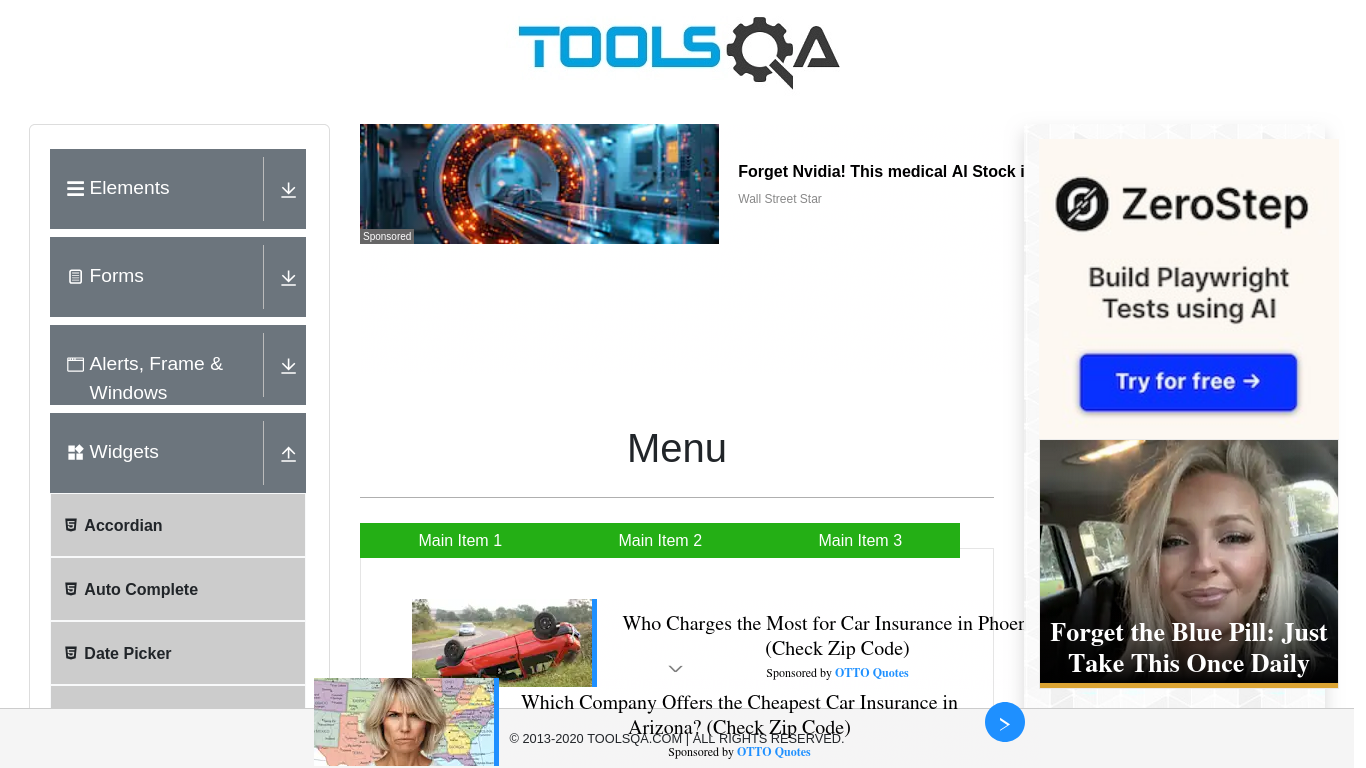 TOOLSQA
Elements
Forms
Alerts, Frame &
Windows
Widgets
Accordian
Auto Complete
Date Picker
Sponsored
Forget Nvidia! This medical AI Stock i
Wall Street Star
Menu
Main Item 1
Main Item 2
Main Item 3
Who Charges the Most for Car Insurance in Phoen
(Check Zip Code)
Sponsored by OTTO Quotes
Which Company Offers the Cheapest Car Insurance in
Arizona? (Check Zip Code)
Sponsored by OTTO Quotes
© 2013-2020 TOOLSQA.COM | ALL RIGHTS RESERVED.
ZeroStep
Build Playwright
Tests using AI
Try for free →
Forget the Blue Pill: Just
Take This Once Daily